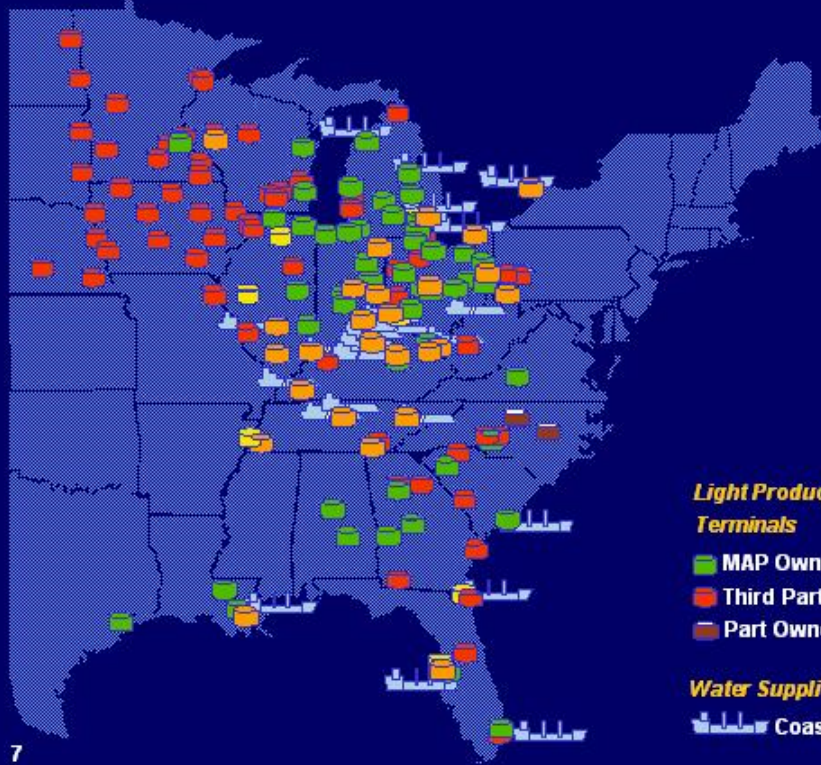 Light Produc
Terminals
MAP Own
Third Part
Part Own
Water Suppli
Coas
7